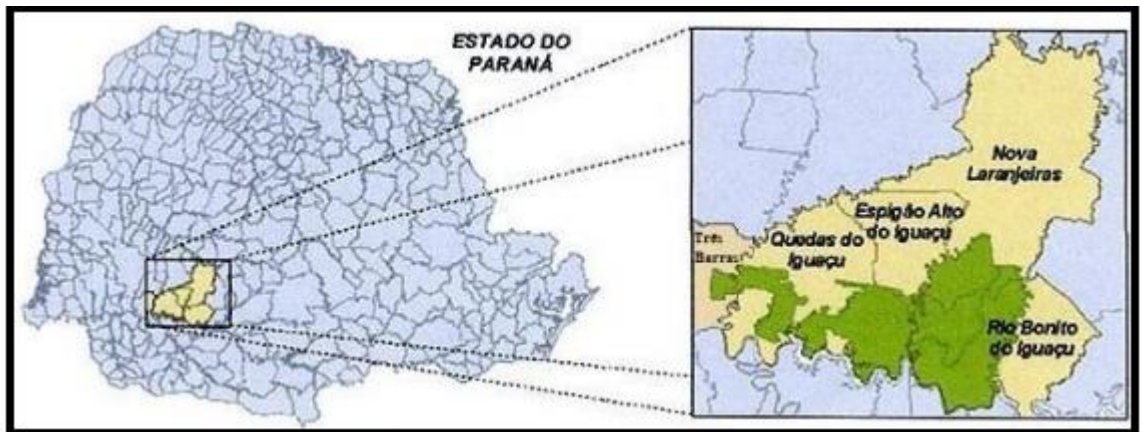 ESTADO DO
PARANÁ
Nova
Laranjeiras
Espigão Alto
do Iguaçu
Quedas do
Iguaçu
Três
Barras
Rio Bonito
do Iguaçu